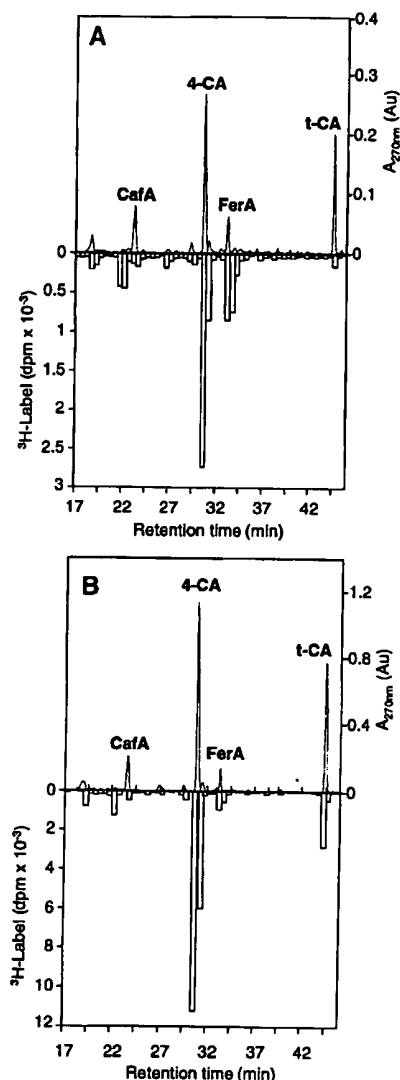 A
4-CA
t-CA
CafA
FerA
0.4
0.3
0.2
0.1
0
A270nm (Au)
0
0.5
1
1.5
2
2.5
3
³H-Label (dpm x 10⁻³)
17 22 27 32 37 42
Retention time (min)
B
4-CA
t-CA
CafA
FerA
1.2
0.8
0.4
0
A270nm (Au)
0
2
4
6
8
10
12
³H-Label (dpm x 10⁻³)
17 22 27 32 37 42
Retention time (min)